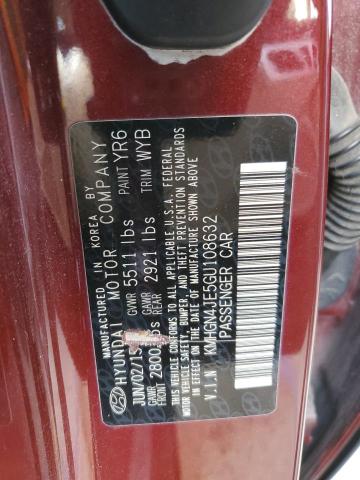 MANUFACTURED IN KOREA BY
HYUNDAI MOTOR COMPANY
JUN/02/15 GVWR 5511 lbs PAINT YR6
GAWR FRONT 2800 lbs GAWR REAR 2921 lbs TRIM WYB
THIS VEHICLE CONFORMS TO ALL APPLICABLE U.S.A. FEDERAL
MOTOR VEHICLE SAFETY, BUMPER, AND THEFT PREVENTION STANDARDS
IN EFFECT ON THE DATE OF MANUFACTURE SHOWN ABOVE
V.I.N KMHGN4JE5GU108632
PASSENGER CAR